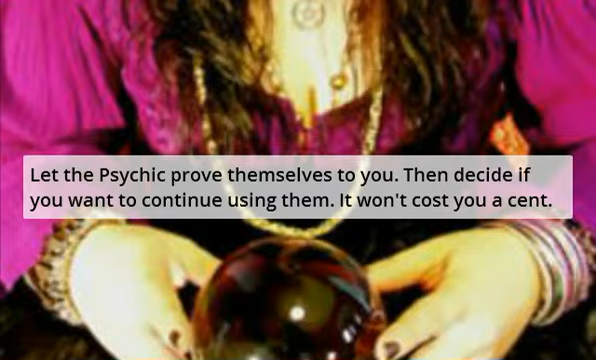 Let the Psychic prove themselves to you. Then decide if
you want to continue using them. It won't cost you a cent.